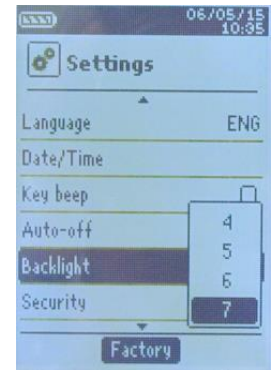 06/05/15
10:35
Settings
Language ENG
Date/Time
Key beep
Auto-off
4
5
Backlight
6
Security
7
Factory